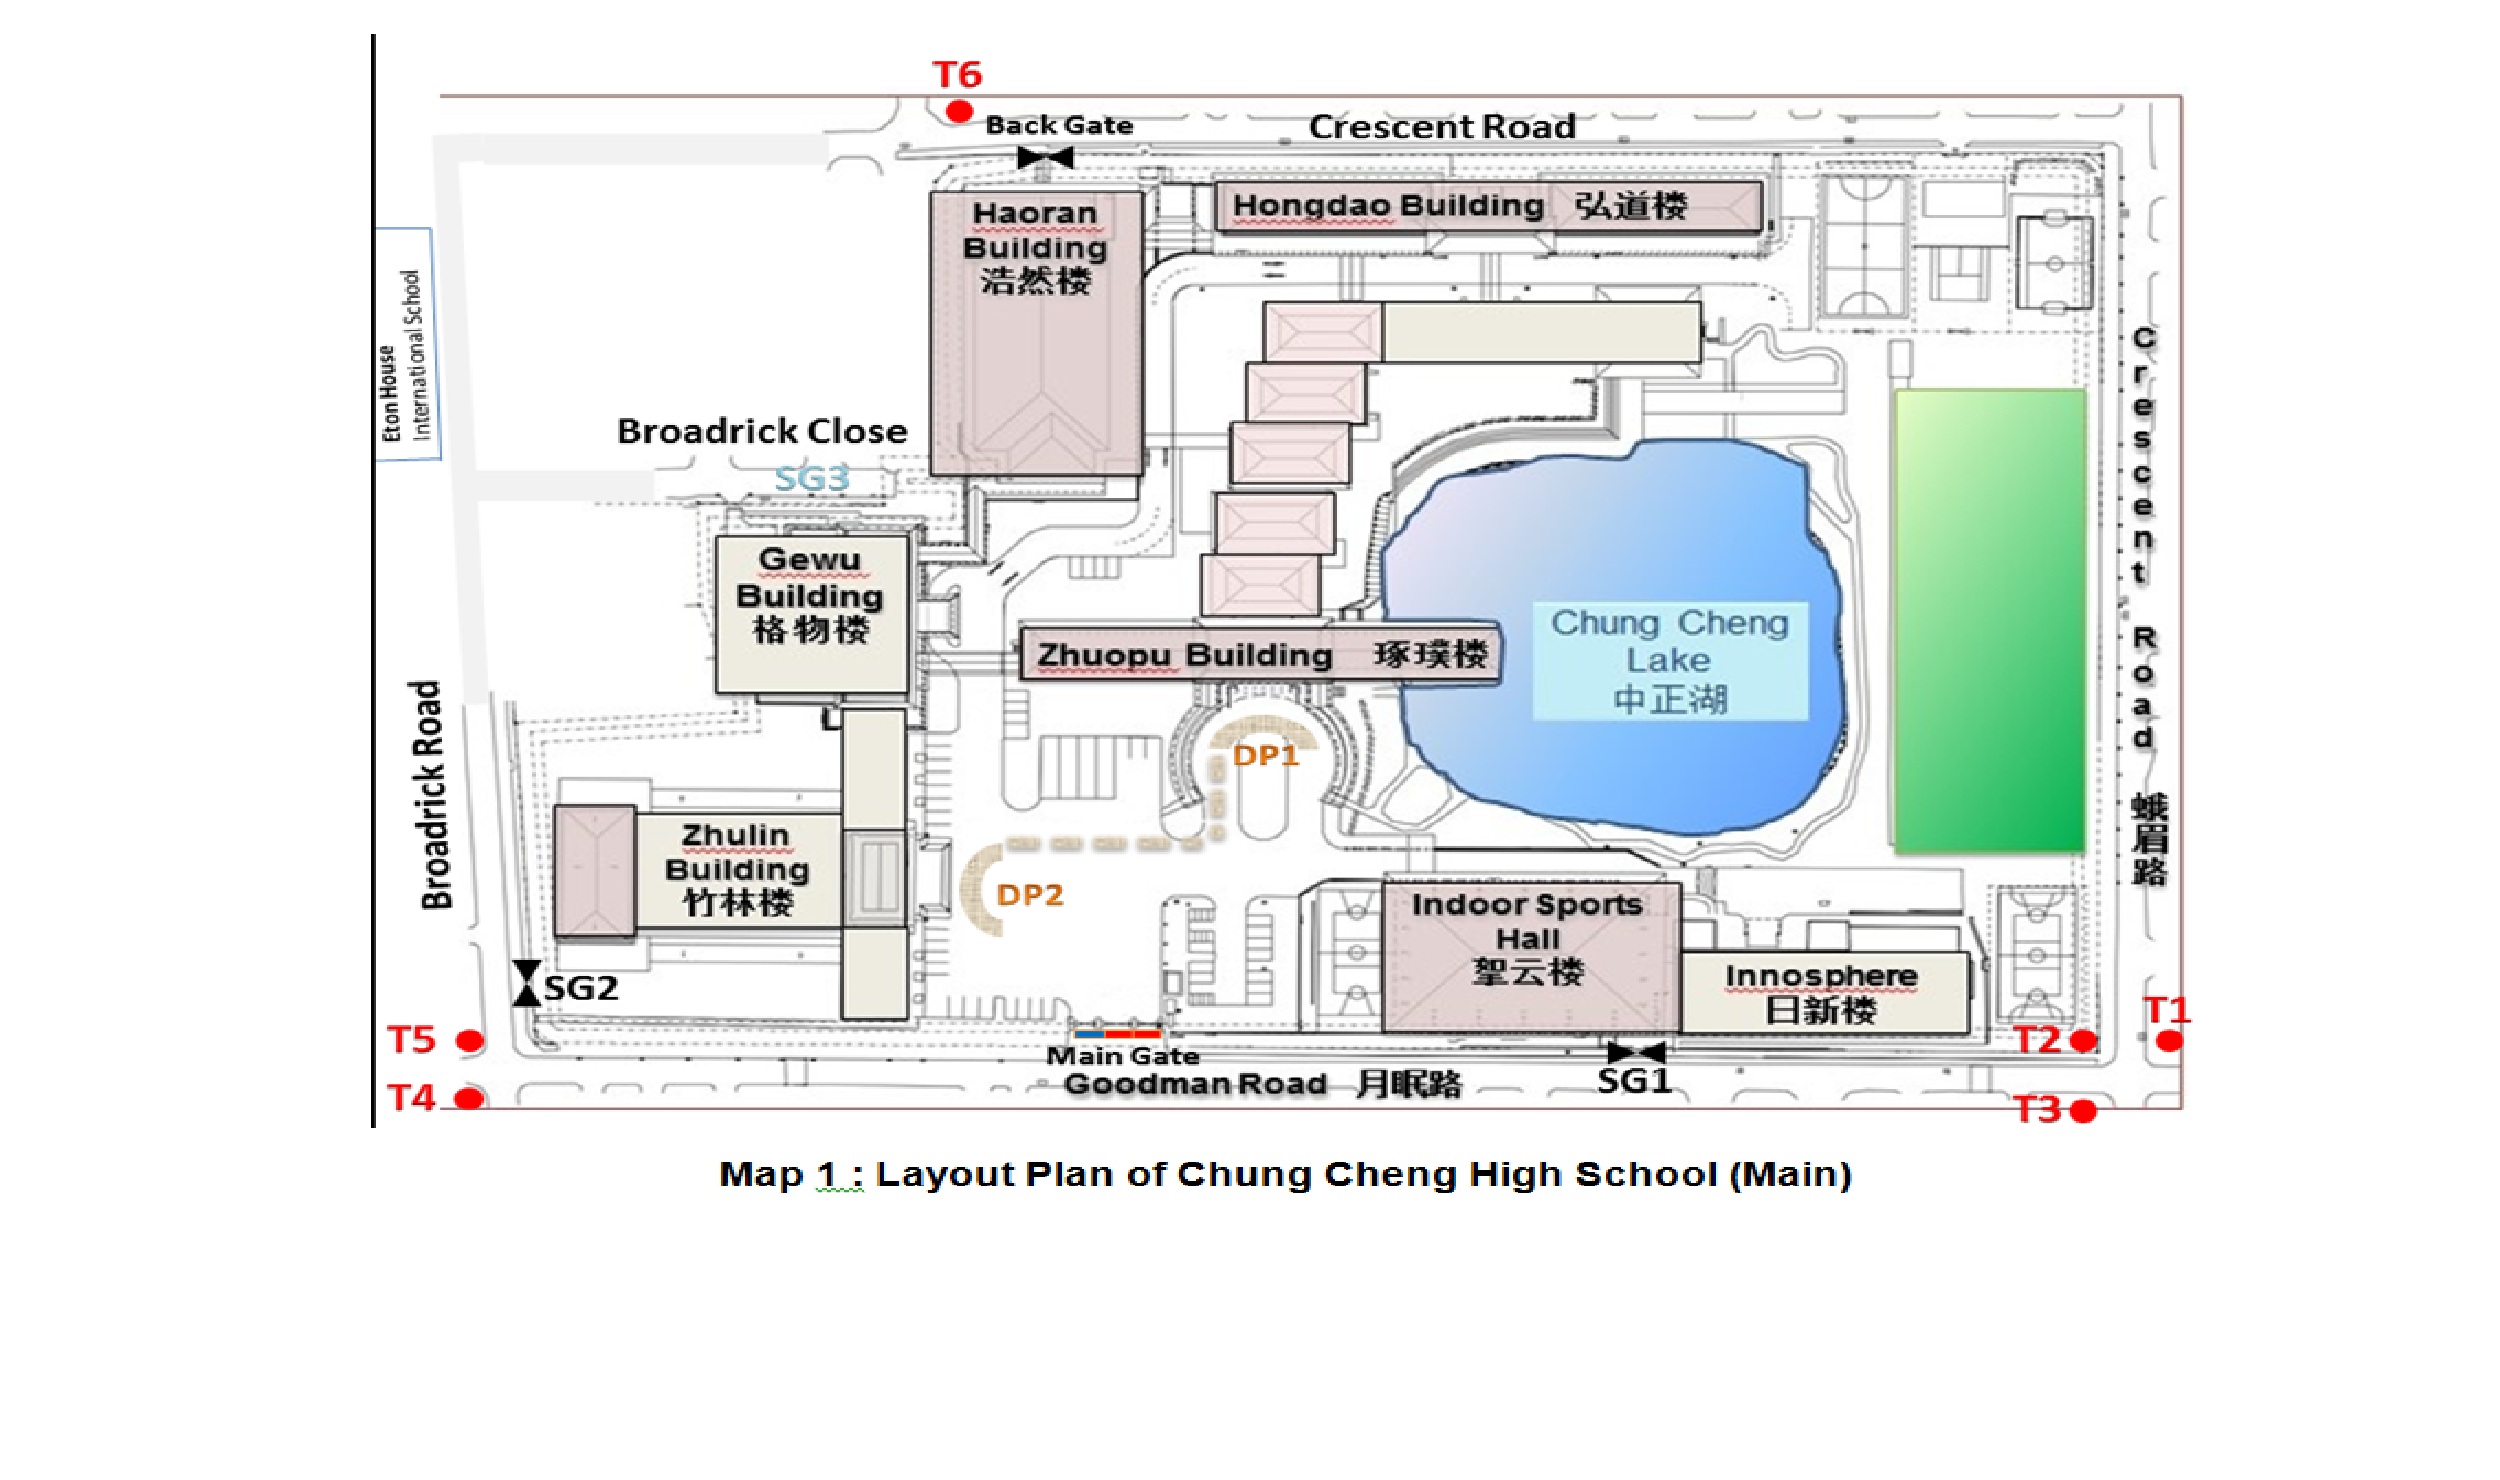 T6
Back Gate
Crescent Road
Haoran
Building
浩然楼
Hongdao Building 弘道楼
Eton House
International School
Broadrick Close
SG3
Crescent Road 蛾眉路
Gewu
Building
格物楼
Zhuopu Building 琢璞楼
Chung Cheng
Lake
中正湖
Broadrick Road
DP1
Zhulin
Building
竹林楼
DP2
Indoor Sports
Hall
挐云楼
Innosphere
日新楼
SG2
T5
T4
Main Gate
Goodman Road 月眠路
SG1
T1
T2
T3
Map 1 : Layout Plan of Chung Cheng High School (Main)